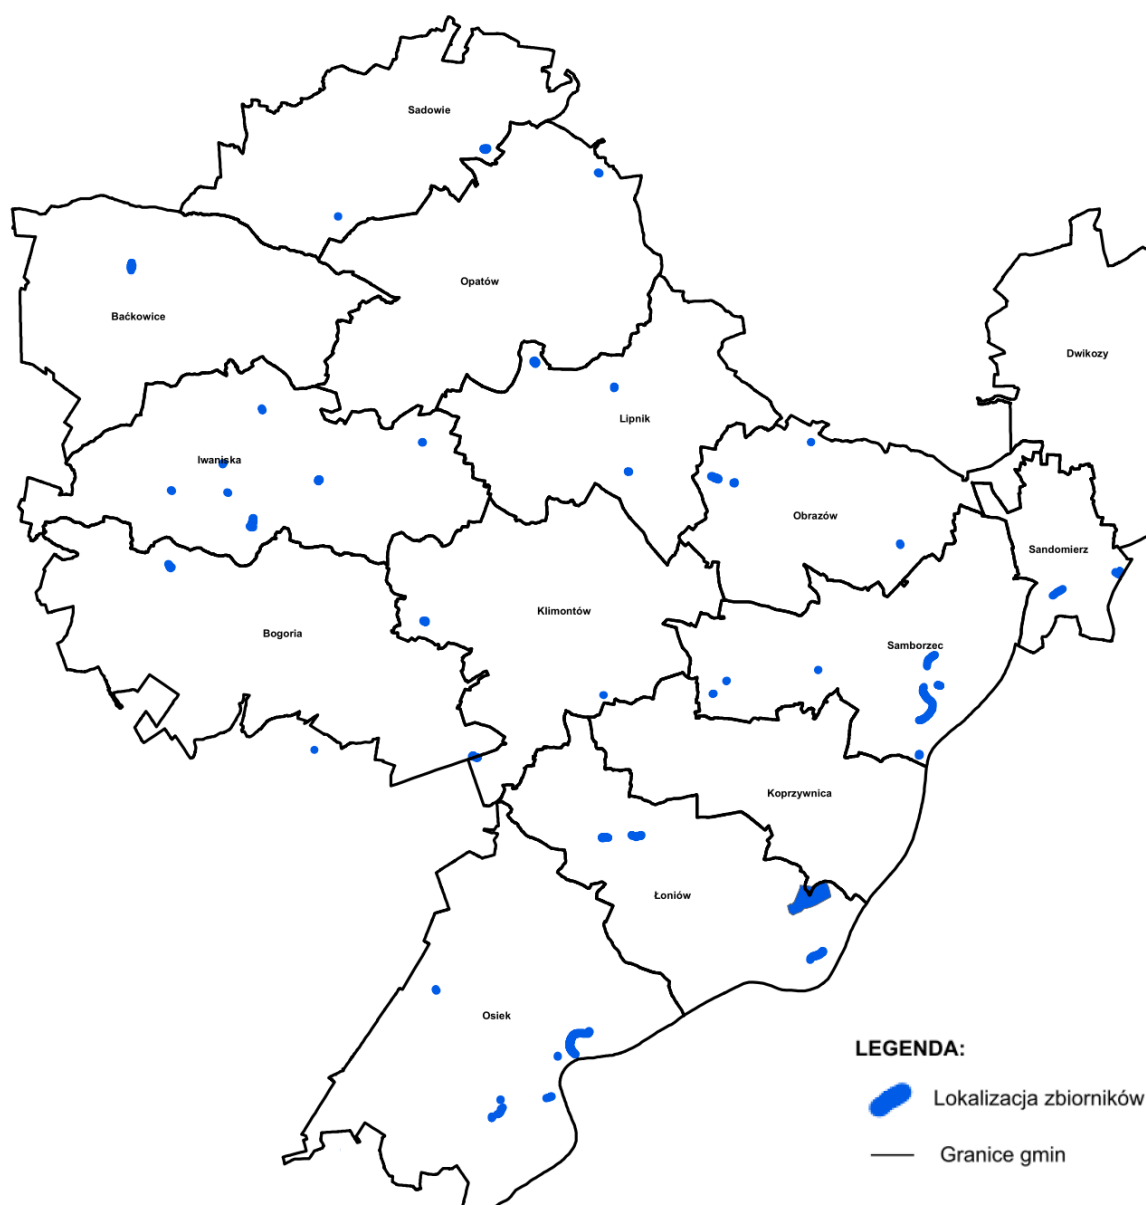 Sadowie
Opatów
Baćkowice
Dwikozy
Lipnik
Iwaniska
Obrazów
Sandomierz
Klimontów
Bogoria
Samborzec
Koprzywnica
Łoniów
Osiek
LEGENDA:
Lokalizacja zbiorników
Granice gmin